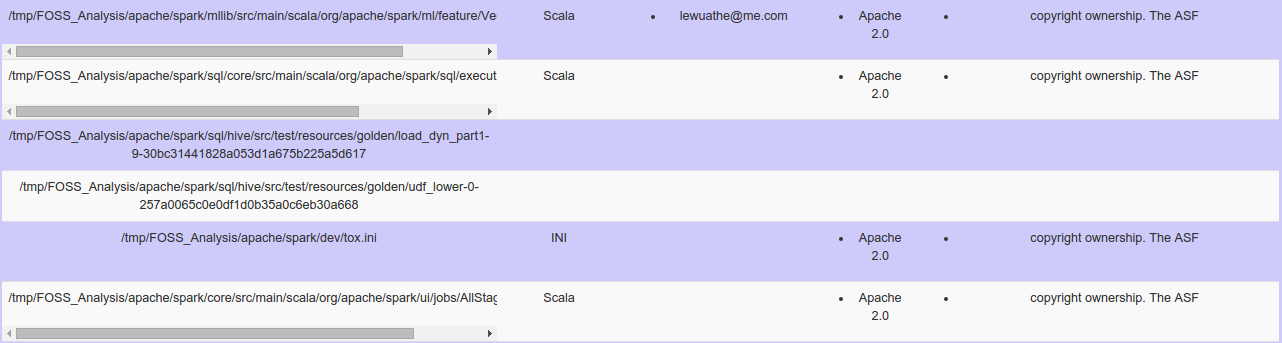 /tmp/FOSS_Analysis/apache/spark/mllib/src/main/scala/org/apache/spark/ml/feature/Ve Scala • lewuathe@me.com • Apache 2.0 • copyright ownership. The ASF
/tmp/FOSS_Analysis/apache/spark/sql/core/src/main/scala/org/apache/spark/sql/execut Scala • Apache 2.0 • copyright ownership. The ASF
/tmp/FOSS_Analysis/apache/spark/sql/hive/src/test/resources/golden/load_dyn_part1-
9-30bc31441828a053d1a675b225a5d617
/tmp/FOSS_Analysis/apache/spark/sql/hive/src/test/resources/golden/udf_lower-0-
257a0065c0e0df1d0b35a0c6eb30a668
/tmp/FOSS_Analysis/apache/spark/dev/tox.ini INI • Apache 2.0 • copyright ownership. The ASF
/tmp/FOSS_Analysis/apache/spark/core/src/main/scala/org/apache/spark/ui/jobs/AllStag Scala • Apache 2.0 • copyright ownership. The ASF